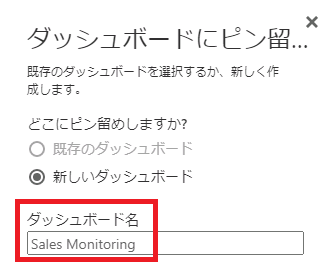 ダッシュボードにピン留...
既存のダッシュボードを選択するか、新しく作
成します。
どこにピン留めしますか?
既存のダッシュボード
新しいダッシュボード
ダッシュボード名
Sales Monitoring